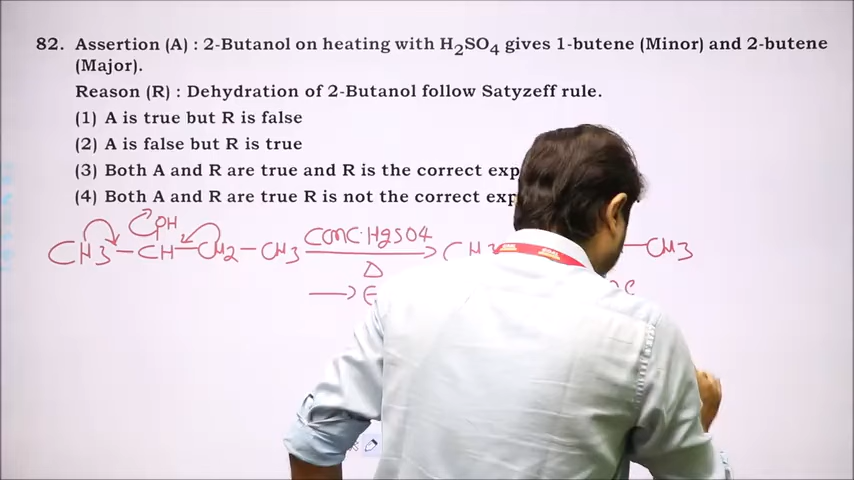 82. Assertion (A) : 2-Butanol on heating with H2SO4 gives 1-butene (Minor) and 2-butene
(Major).
Reason (R) : Dehydration of 2-Butanol follow Satyzeff rule.
(1) A is true but R is false
(2) A is false but R is true
(3) Both A and R are true and R is the correct exp
(4) Both A and R are true R is not the correct exp
OH
CH3 - CH - CH2 - CH3 conc. H2SO4 → CH3 - CH3
Δ
→ E